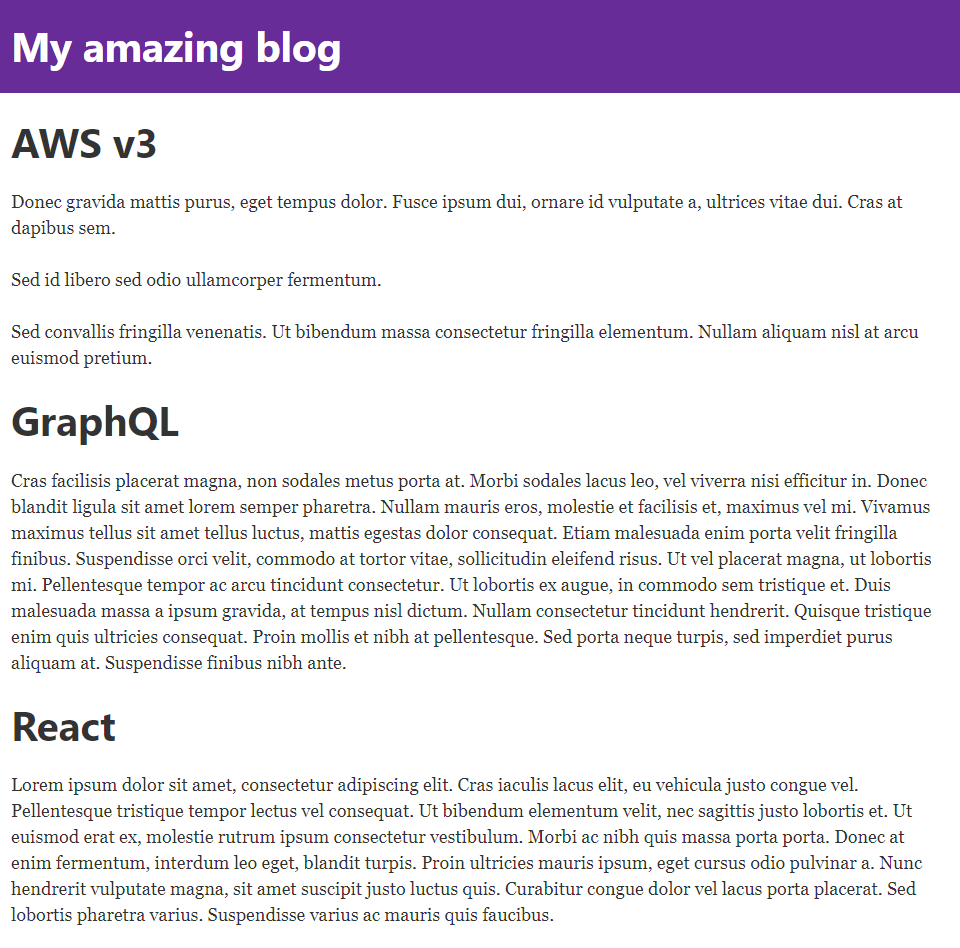 My amazing blog
AWS v3
Donec gravida mattis purus, eget tempus dolor. Fusce ipsum dui, ornare id vulputate a, ultrices vitae dui. Cras at
dapibus sem.
Sed id libero sed odio ullamcorper fermentum.
Sed convallis fringilla venenatis. Ut bibendum massa consectetur fringilla elementum. Nullam aliquam nisl at arcu
euismod pretium.
GraphQL
Cras facilisis placerat magna, non sodales metus porta at. Morbi sodales lacus leo, vel viverra nisi efficitur in. Donec
blandit ligula sit amet lorem semper pharetra. Nullam mauris eros, molestie et facilisis et, maximus vel mi. Vivamus
maximus tellus sit amet tellus luctus, mattis egestas dolor consequat. Etiam malesuada enim porta velit fringilla
finibus. Suspendisse orci velit, commodo at tortor vitae, sollicitudin eleifend risus. Ut vel placerat magna, ut lobortis
mi. Pellentesque tempor ac arcu tincidunt consectetur. Ut lobortis ex augue, in commodo sem tristique et. Duis
malesuada massa a ipsum gravida, at tempus nisl dictum. Nullam consectetur tincidunt hendrerit. Quisque tristique
enim quis ultricies consequat. Proin mollis et nibh at pellentesque. Sed porta neque turpis, sed imperdiet purus
aliquam at. Suspendisse finibus nibh ante.
React
Lorem ipsum dolor sit amet, consectetur adipiscing elit. Cras iaculis lacus elit, eu vehicula justo congue vel.
Pellentesque tristique tempor lectus vel consequat. Ut bibendum elementum velit, nec sagittis justo lobortis et. Ut
euismod erat ex, molestie rutrum ipsum consectetur vestibulum. Morbi ac nibh quis massa porta porta. Donec at
enim fermentum, interdum leo eget, blandit turpis. Proin ultricies mauris ipsum, eget cursus odio pulvinar a. Nunc
hendrerit vulputate magna, sit amet suscipit justo luctus quis. Curabitur congue dolor vel lacus porta placerat. Sed
lobortis pharetra varius. Suspendisse varius ac mauris quis faucibus.